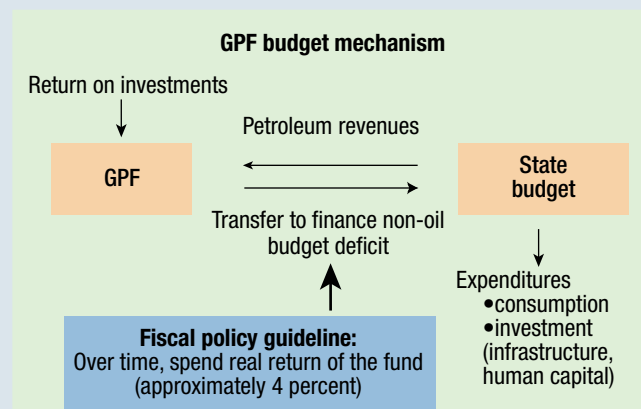 GPF budget mechanism
Return on investments
Petroleum revenues
GPF
State
budget
Transfer to finance non-oil
budget deficit
Expenditures
•consumption
•investment
(infrastructure,
human capital)
Fiscal policy guideline:
Over time, spend real return of the fund
(approximately 4 percent)